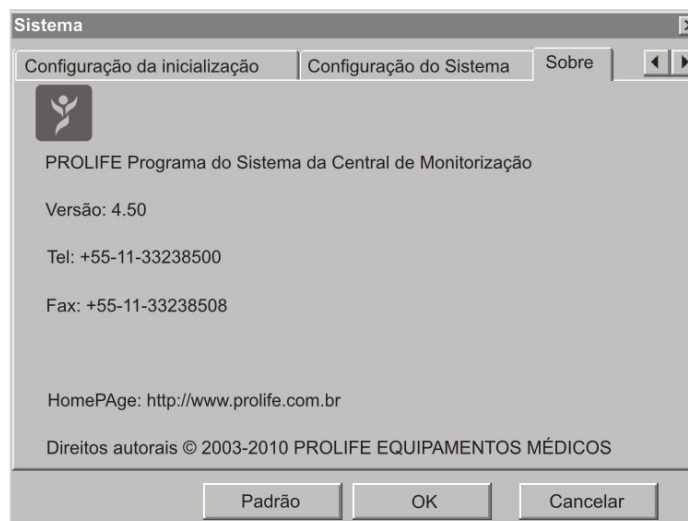 Sistema
Configuração da inicialização
Configuração do Sistema
Sobre
PROLIFE Programa do Sistema da Central de Monitorização
Versão: 4.50
Tel: +55-11-33238500
Fax: +55-11-33238508
HomePAge: http://www.prolife.com.br
Direitos autorais © 2003-2010 PROLIFE EQUIPAMENTOS MÉDICOS
Padrão
OK
Cancelar